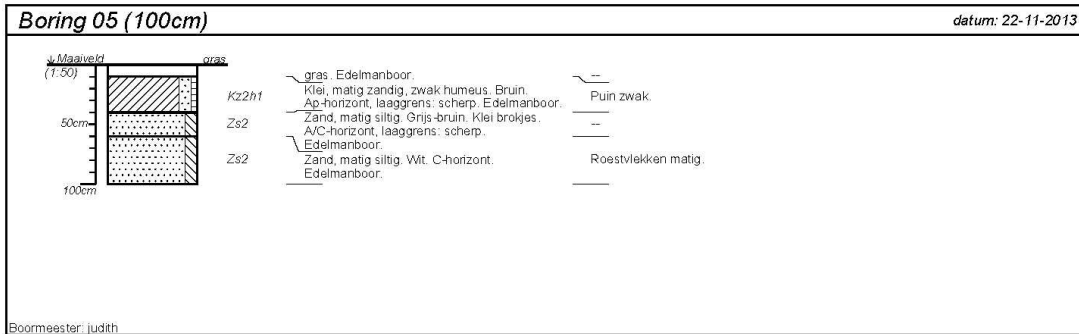 Boring 05 (100cm)
datum: 22-11-2013
↓ Maaiveld
gras
(1:50)
gras. Edelmanboor.
--
Kz2h1
Klei, matig zandig, zwak humeus. Bruin.
Ap-horizont, laaggrens: scherp. Edelmanboor.
Puin zwak.
50cm
Zs2
Zand, matig siltig. Grijs-bruin. Klei brokjes.
A/C-horizont, laaggrens: scherp.
Edelmanboor.
--
Zs2
Zand, matig siltig. Wit. C-horizont.
Edelmanboor.
Roestvlekken matig.
100cm
Boormeester: judith